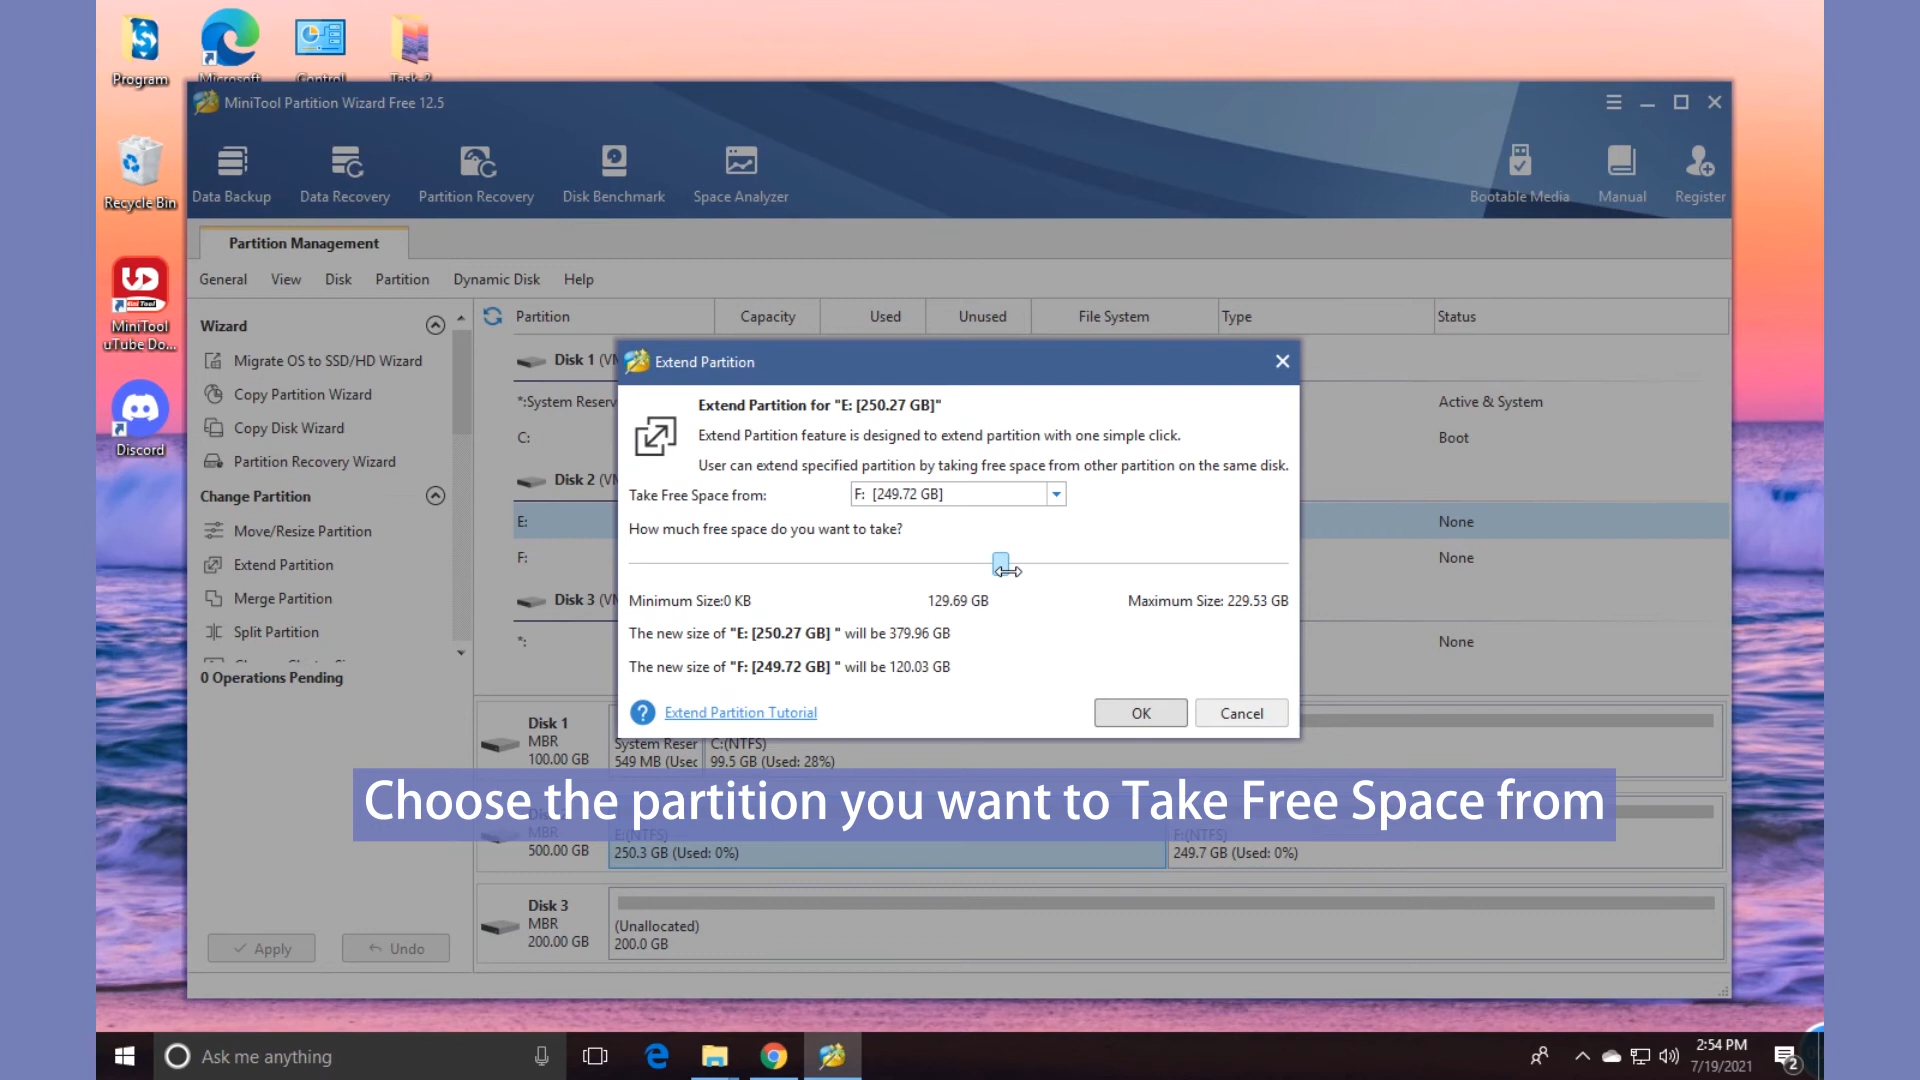 Program
Microsoft
Control
Task-2
MiniTool Partition Wizard Free 12.5
Data Backup
Data Recovery
Partition Recovery
Disk Benchmark
Space Analyzer
Bootable Media
Manual
Register
Recycle Bin
MiniTool
uTube Do...
Discord
Partition Management
General
View
Disk
Partition
Dynamic Disk
Help
Wizard
Migrate OS to SSD/HD Wizard
Copy Partition Wizard
Copy Disk Wizard
Partition Recovery Wizard
Change Partition
Move/Resize Partition
Extend Partition
Merge Partition
Split Partition
0 Operations Pending
Apply
Undo
Partition
Capacity
Used
Unused
File System
Type
Status
Disk 1 (VM
*:System Reserv
Active & System
C:
Boot
Disk 2 (VM
E:
None
F:
None
Disk 3 (VM
*:
None
Extend Partition
Extend Partition for "E: [250.27 GB]"
Extend Partition feature is designed to extend partition with one simple click.
User can extend specified partition by taking free space from other partition on the same disk.
Take Free Space from:
F: [249.72 GB]
How much free space do you want to take?
Minimum Size:0 KB
129.69 GB
Maximum Size: 229.53 GB
The new size of "E: [250.27 GB] " will be 379.96 GB
The new size of "F: [249.72 GB] " will be 120.03 GB
Extend Partition Tutorial
OK
Cancel
Disk 1
MBR
100.00 GB
System Reser
549 MB (Usec
C:(NTFS)
99.5 GB (Used: 28%)
Choose the partition you want to Take Free Space from
MBR
500.00 GB
E:(NTFS)
250.3 GB (Used: 0%)
F:(NTFS)
249.7 GB (Used: 0%)
Disk 3
MBR
200.00 GB
(Unallocated)
200.0 GB
Ask me anything
2:54 PM
7/19/2021
2